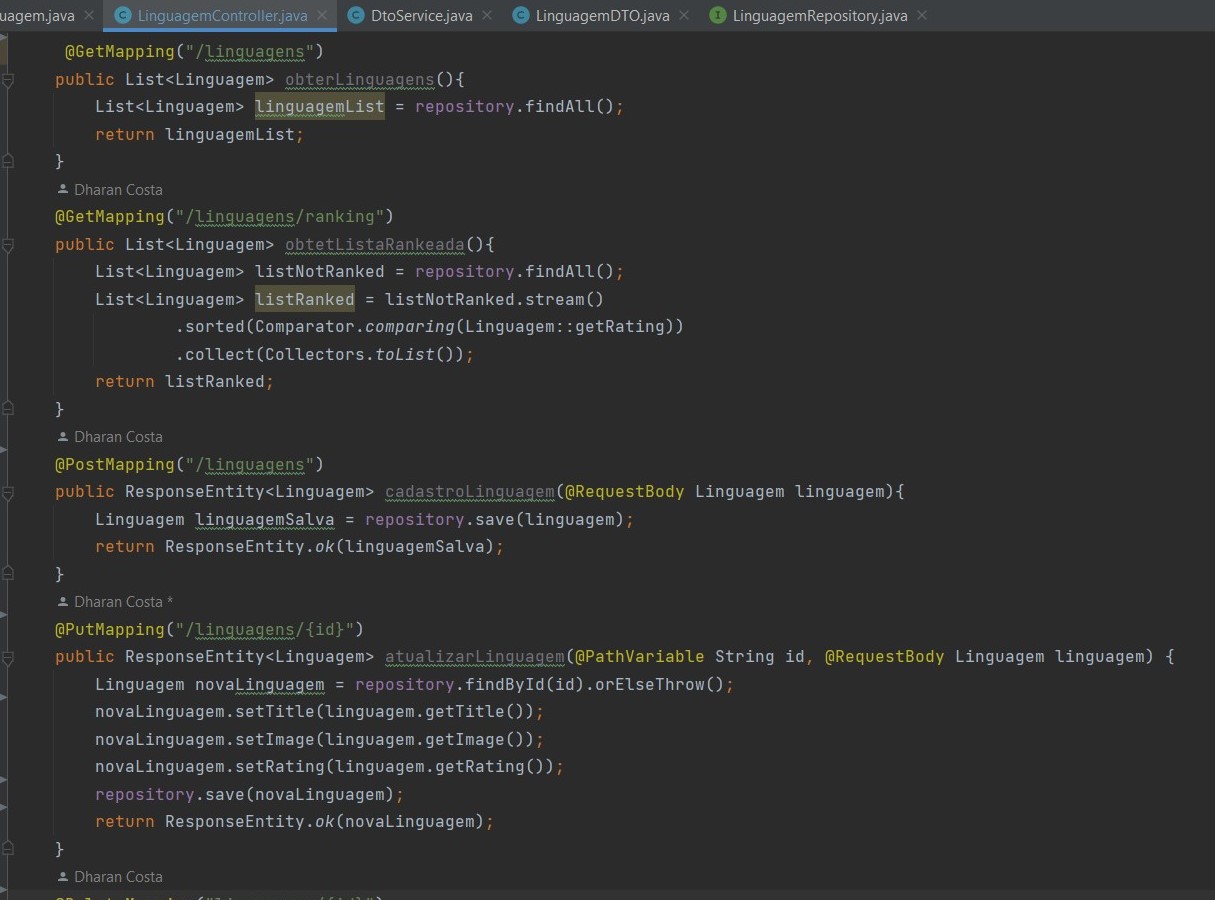 uagem.java
LinguagemController.java
DtoService.java
LinguagemDTO.java
LinguagemRepository.java
@GetMapping("/linguagens")
public List<Linguagem> obterLinguagens(){
List<Linguagem> linguagemList = repository.findAll();
return linguagemList;
}
Dharan Costa
@GetMapping("/linguagens/ranking")
public List<Linguagem> obtetListaRankeada(){
List<Linguagem> listNotRanked = repository.findAll();
List<Linguagem> listRanked = listNotRanked.stream()
.sorted(Comparator.comparing(Linguagem::getRating))
.collect(Collectors.toList());
return listRanked;
}
Dharan Costa
@PostMapping("/linguagens")
public ResponseEntity<Linguagem> cadastroLinguagem(@RequestBody Linguagem linguagem){
Linguagem linguagemSalva = repository.save(linguagem);
return ResponseEntity.ok(linguagemSalva);
}
Dharan Costa *
@PutMapping("/linguagens/{id}")
public ResponseEntity<Linguagem> atualizarLinguagem(@PathVariable String id, @RequestBody Linguagem linguagem) {
Linguagem novaLinguagem = repository.findById(id).orElseThrow();
novaLinguagem.setTitle(linguagem.getTitle());
novaLinguagem.setImage(linguagem.getImage());
novaLinguagem.setRating(linguagem.getRating());
repository.save(novaLinguagem);
return ResponseEntity.ok(novaLinguagem);
}
Dharan Costa